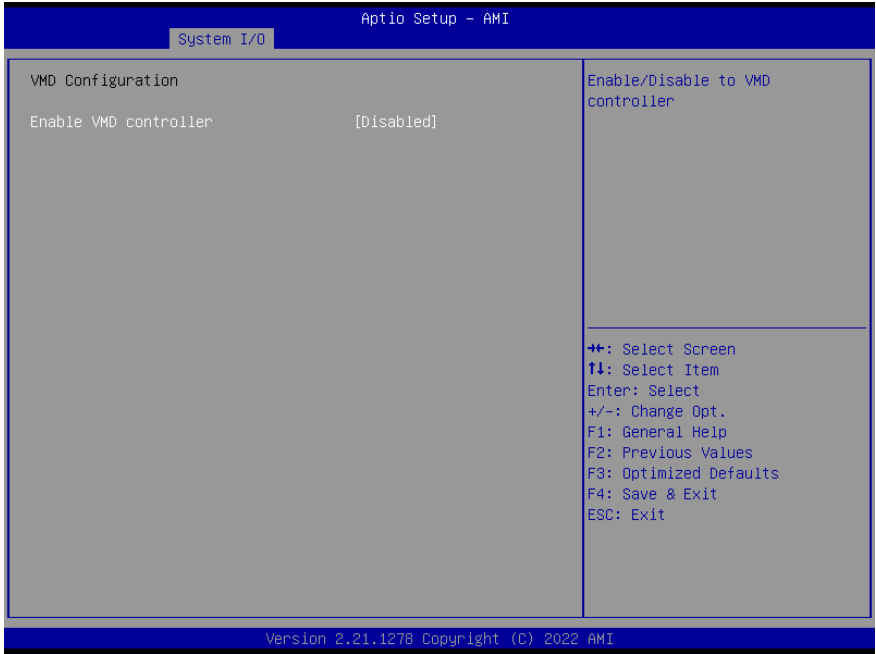 Aptio Setup – AMI
System I/O
VMD Configuration
Enable VMD controller [Disabled]
Enable/Disable to VMD
controller
→←: Select Screen
↑↓: Select Item
Enter: Select
+/-: Change Opt.
F1: General Help
F2: Previous Values
F3: Optimized Defaults
F4: Save & Exit
ESC: Exit
Version 2.21.1278 Copyright (C) 2022 AMI